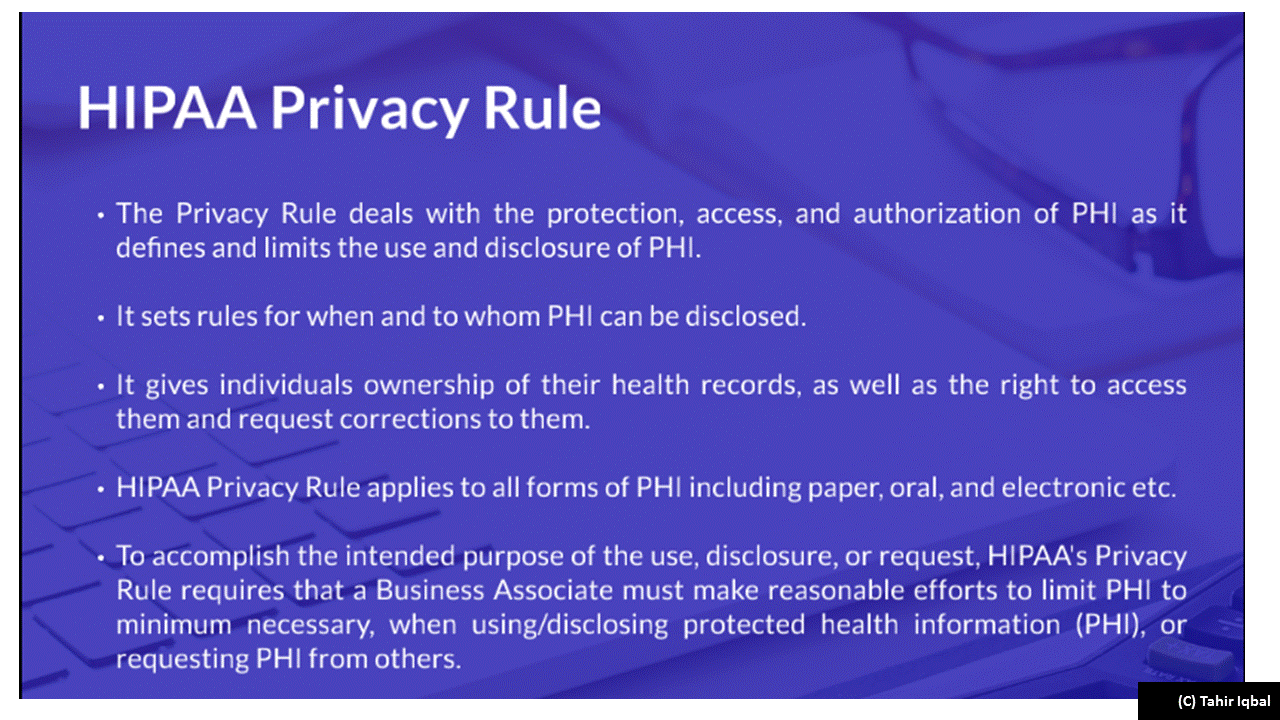 HIPAA Privacy Rule
• The Privacy Rule deals with the protection, access, and authorization of PHI as it
defines and limits the use and disclosure of PHI.
• It sets rules for when and to whom PHI can be disclosed.
• It gives individuals ownership of their health records, as well as the right to access
them and request corrections to them.
• HIPAA Privacy Rule applies to all forms of PHI including paper, oral, and electronic etc.
• To accomplish the intended purpose of the use, disclosure, or request, HIPAA's Privacy
Rule requires that a Business Associate must make reasonable efforts to limit PHI to
minimum necessary, when using/disclosing protected health information (PHI), or
requesting PHI from others.
(C) Tahir Iqbal